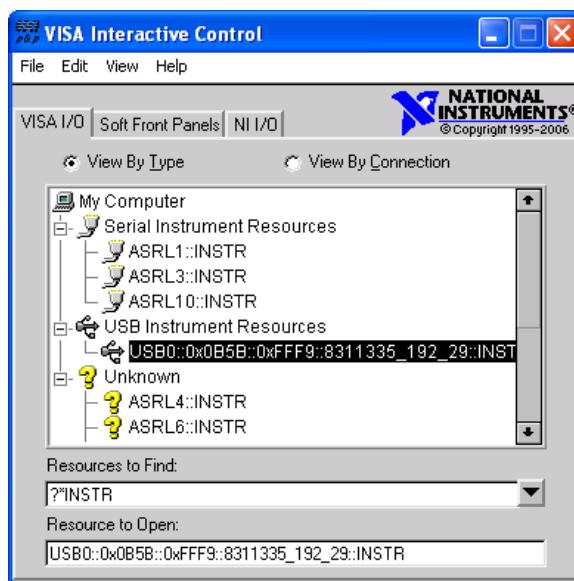 VISA Interactive Control
File Edit View Help
NATIONAL
INSTRUMENTS®
© Copyright 1995-2006
VISA I/O Soft Front Panels NI I/O
View By Type View By Connection
My Computer
Serial Instrument Resources
ASRL1::INSTR
ASRL3::INSTR
ASRL10::INSTR
USB Instrument Resources
USB0::0x0B5B::0xFFF9::8311335_192_29::INST
Unknown
ASRL4::INSTR
ASRL6::INSTR
Resources to Find:
?*INSTR
Resource to Open:
USB0::0x0B5B::0xFFF9::8311335_192_29::INSTR